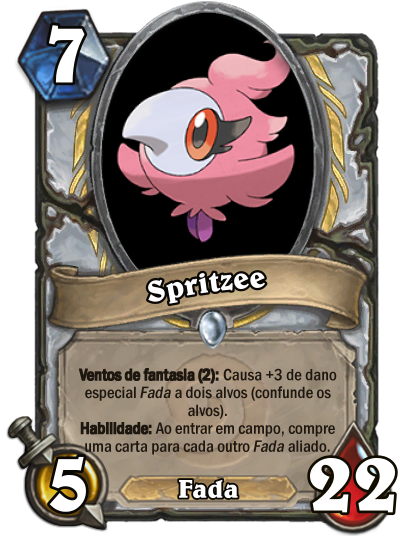 7
Spritzee
Ventos de fantasia (2): Causa +3 de dano
especial Fada a dois alvos (confunde os
alvos).
Habilidade: Ao entrar em campo, compre
uma carta para cada outro Fada aliado.
5
Fada
22